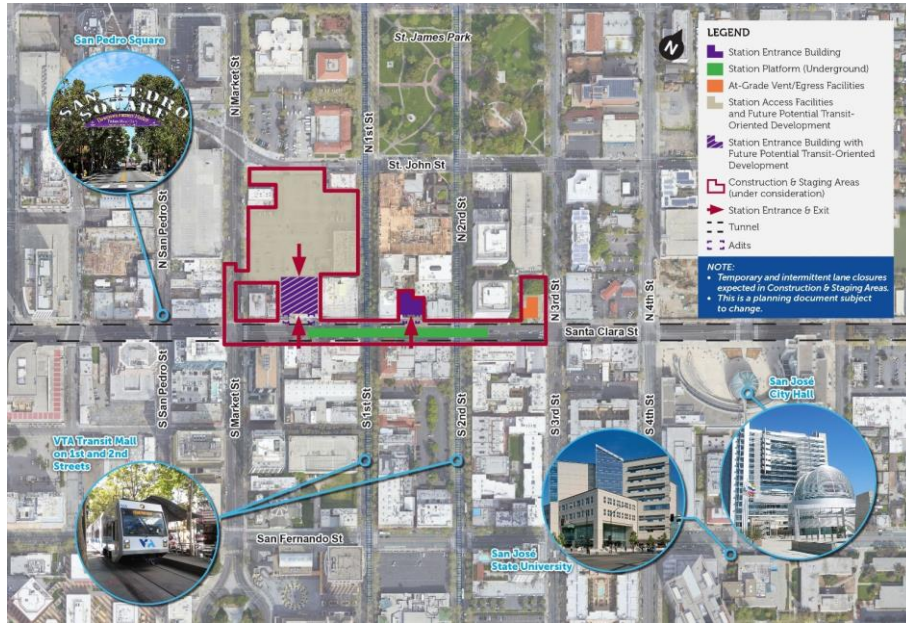 San Pedro Square
SAN PEDRO
SQUARE
N Market St
St. James Park
N 1st St
St. John St
N San Pedro St
N 2nd St
N 3rd St
N 4th St
Santa Clara St
S San Pedro St
S Market St
S 1st St
S 2nd St
S 3rd St
S 4th St
San Fernando St
VTA Transit Mall
on 1st and 2nd
Streets
VTA
San José
State University
San José
City Hall
N
LEGEND
Station Entrance Building
Station Platform (Underground)
At-Grade Vent/Egress Facilities
Station Access Facilities
and Future Potential Transit-
Oriented Development
Station Entrance Building with
Future Potential Transit-Oriented
Development
Construction & Staging Areas
(under consideration)
Station Entrance & Exit
Tunnel
Adits
NOTE:
• Temporary and intermittent lane closures
expected in Construction & Staging Areas.
• This is a planning document subject
to change.